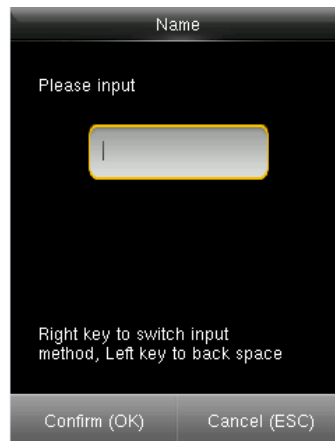 Name
Please input
Right key to switch input
method, Left key to back space
Confirm (OK) Cancel (ESC)